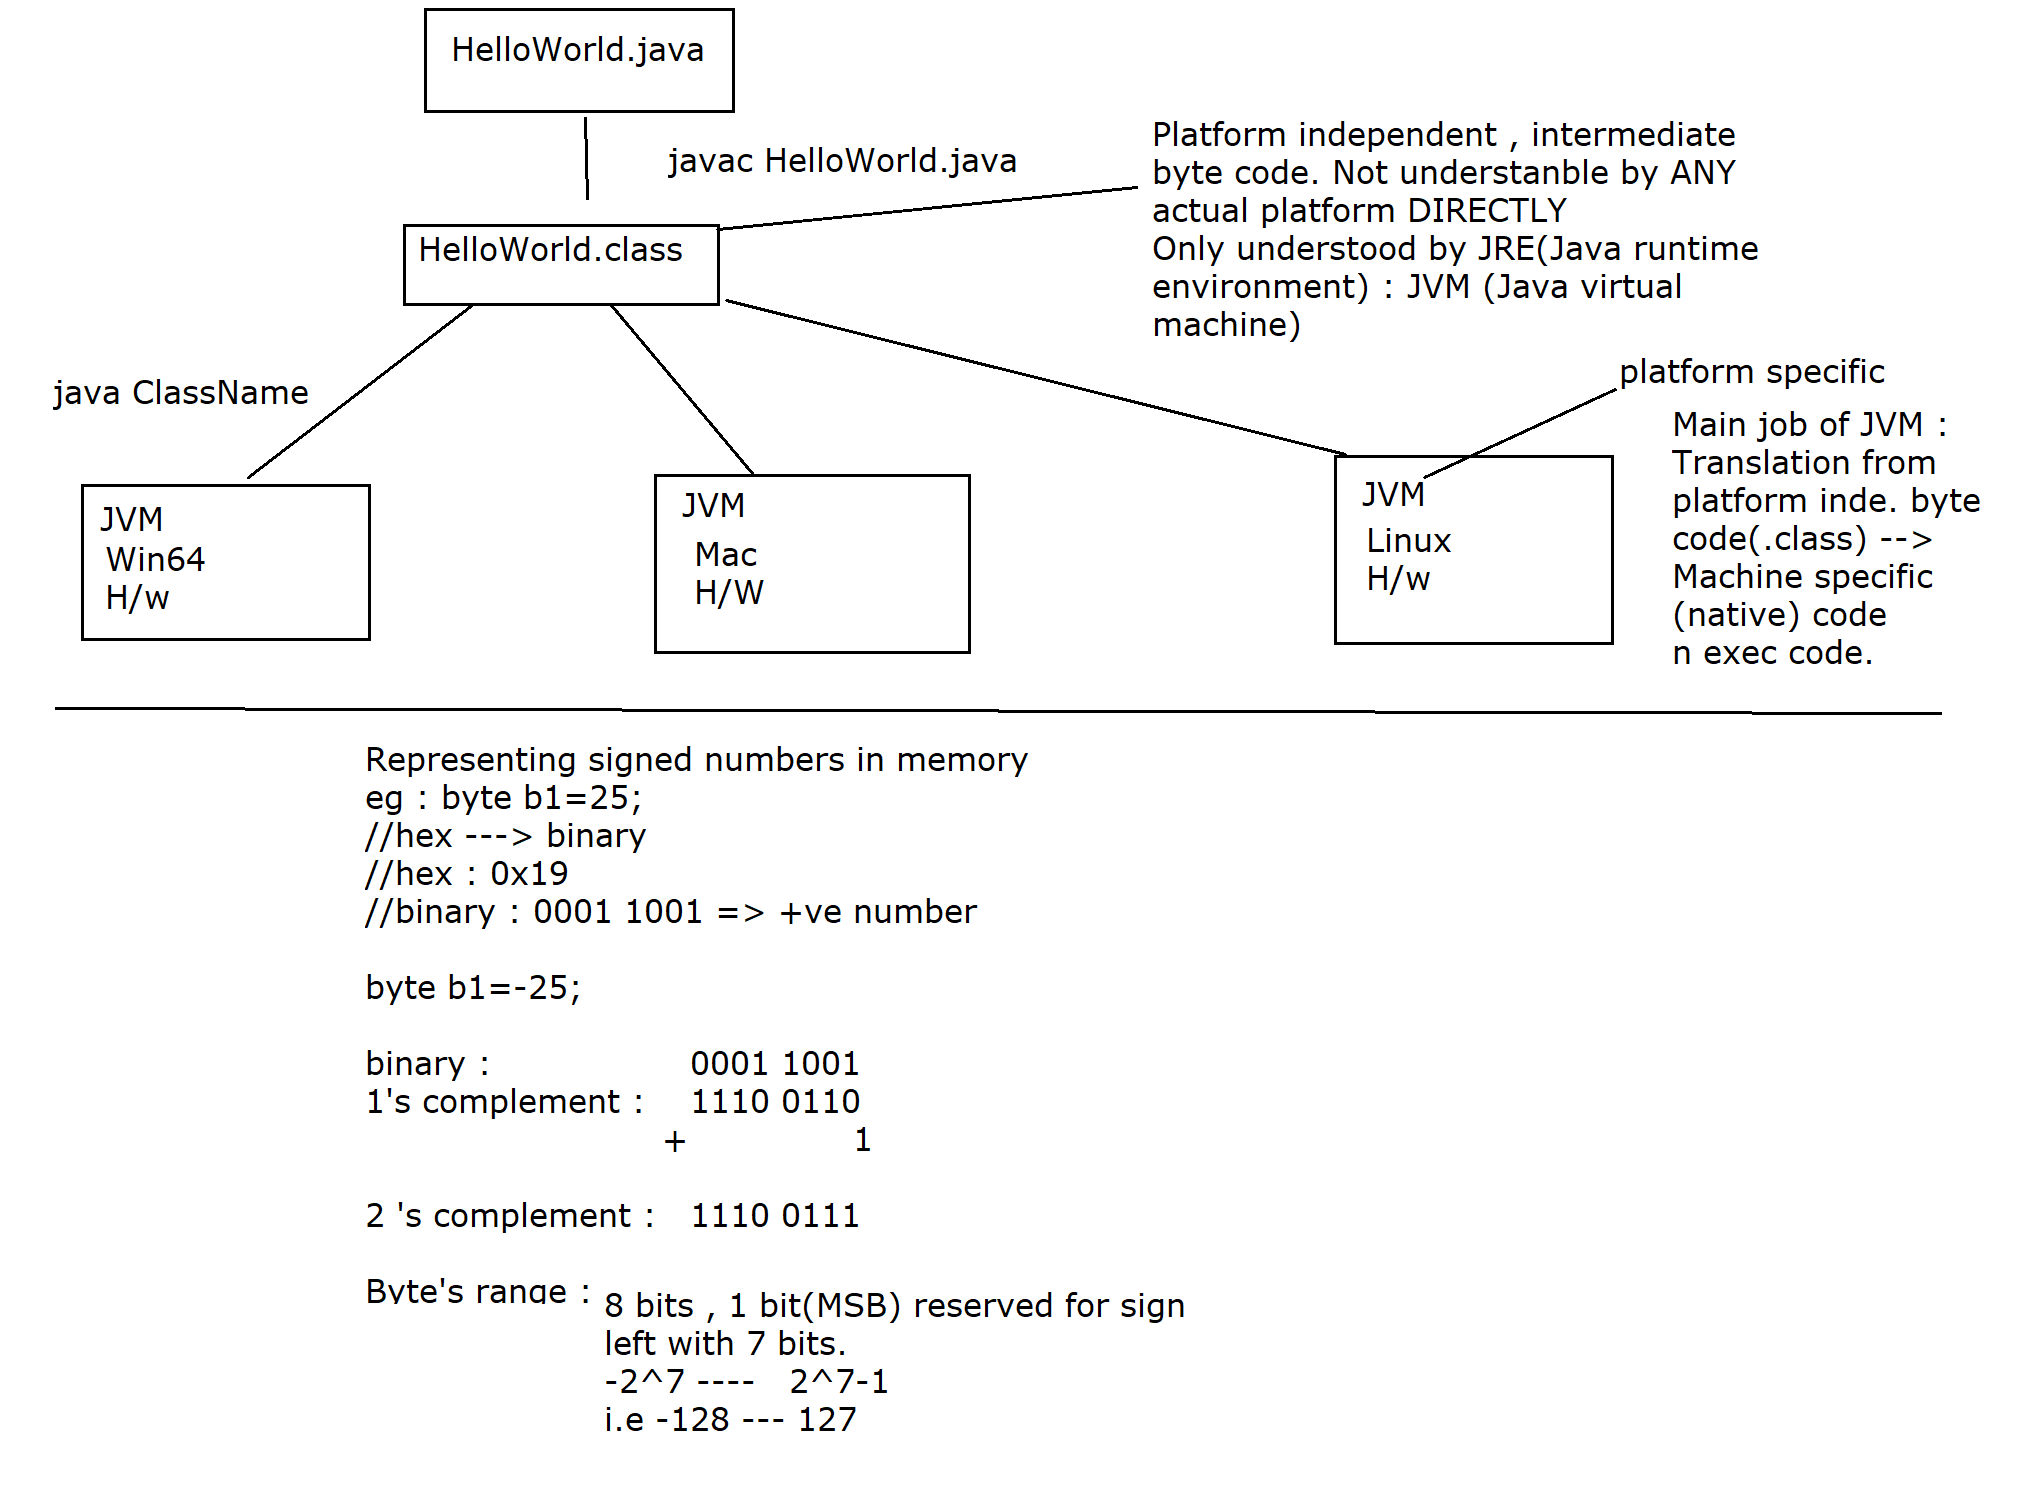 HelloWorld.java
javac HelloWorld.java
Platform independent , intermediate
byte code. Not understanble by ANY
actual platform DIRECTLY
Only understood by JRE(Java runtime
environment) : JVM (Java virtual
machine)
HelloWorld.class
java ClassName
platform specific
Main job of JVM :
Translation from
platform inde. byte
code(.class) -->
Machine specific
(native) code
n exec code.
JVM
Win64
H/w
JVM
Mac
H/W
JVM
Linux
H/w
Representing signed numbers in memory
eg : byte b1=25;
//hex ---> binary
//hex : 0x19
//binary : 0001 1001 => +ve number
byte b1=-25;
binary : 0001 1001
1's complement : 1110 0110
+ 1
2 's complement : 1110 0111
Byte's range :
8 bits , 1 bit(MSB) reserved for sign
left with 7 bits.
-2^7 ---- 2^7-1
i.e -128 --- 127